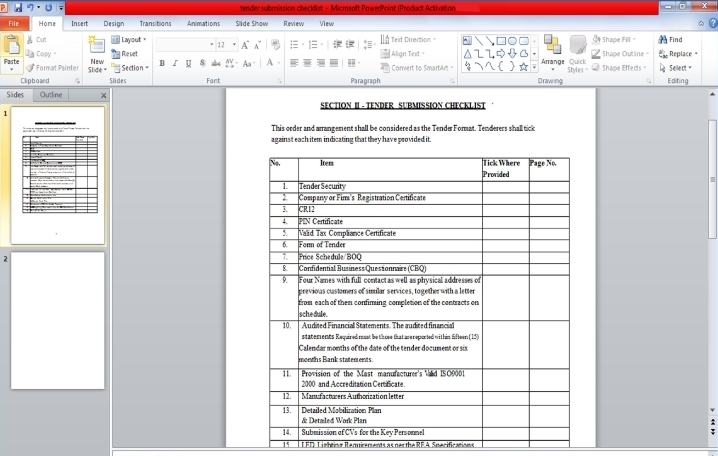 tender submission checklist - Microsoft PowerPoint (Product Activation
File Home Insert Design Transitions Animations Slide Show Review View
Paste Cut Copy Format Painter
New Slide Layout Reset Section
12
Text Direction Align Text Convert to SmartArt
Arrange Quick Styles Shape Fill Shape Outline Shape Effects
Find Replace Select
Clipboard Slides Font Paragraph Drawing Editing
Slides Outline
1
2
SECTION II - TENDER SUBMISSION CHECKLIST
This order and arrangement shall be considered as the Tender Format. Tenderers shall tick
against each item indicating that they have provided it.
No. Item Tick Where Provided Page No.
1. Tender Security
2. Company or Firm's Registration Certificate
3. CR12
4. PIN Certificate
5. Valid Tax Compliance Certificate
6. Form of Tender
7. Price Schedule/ BOQ
8. Confidential Business Questionnaire (CBQ)
9. Four Names with full contact as well as physical addresses of
previous customers of similar services, together with a letter
from each of them confirming completion of the contracts on
schedule.
10. Audited Financial Statements. The audited financial
statements Required must be those that are reported within fifteen (15)
Calendar months of the date of the tender document or six
months Bank statements.
11. Provision of the Mast manufacturer's Valid ISO9001
2000 and Accreditation Certificate.
12. Manufacturers Authorization letter
13. Detailed Mobilization Plan
& Detailed Work Plan
14. Submission of CVs for the Key Personnel
15 LED Lighting Requirements as per the REA Specifications